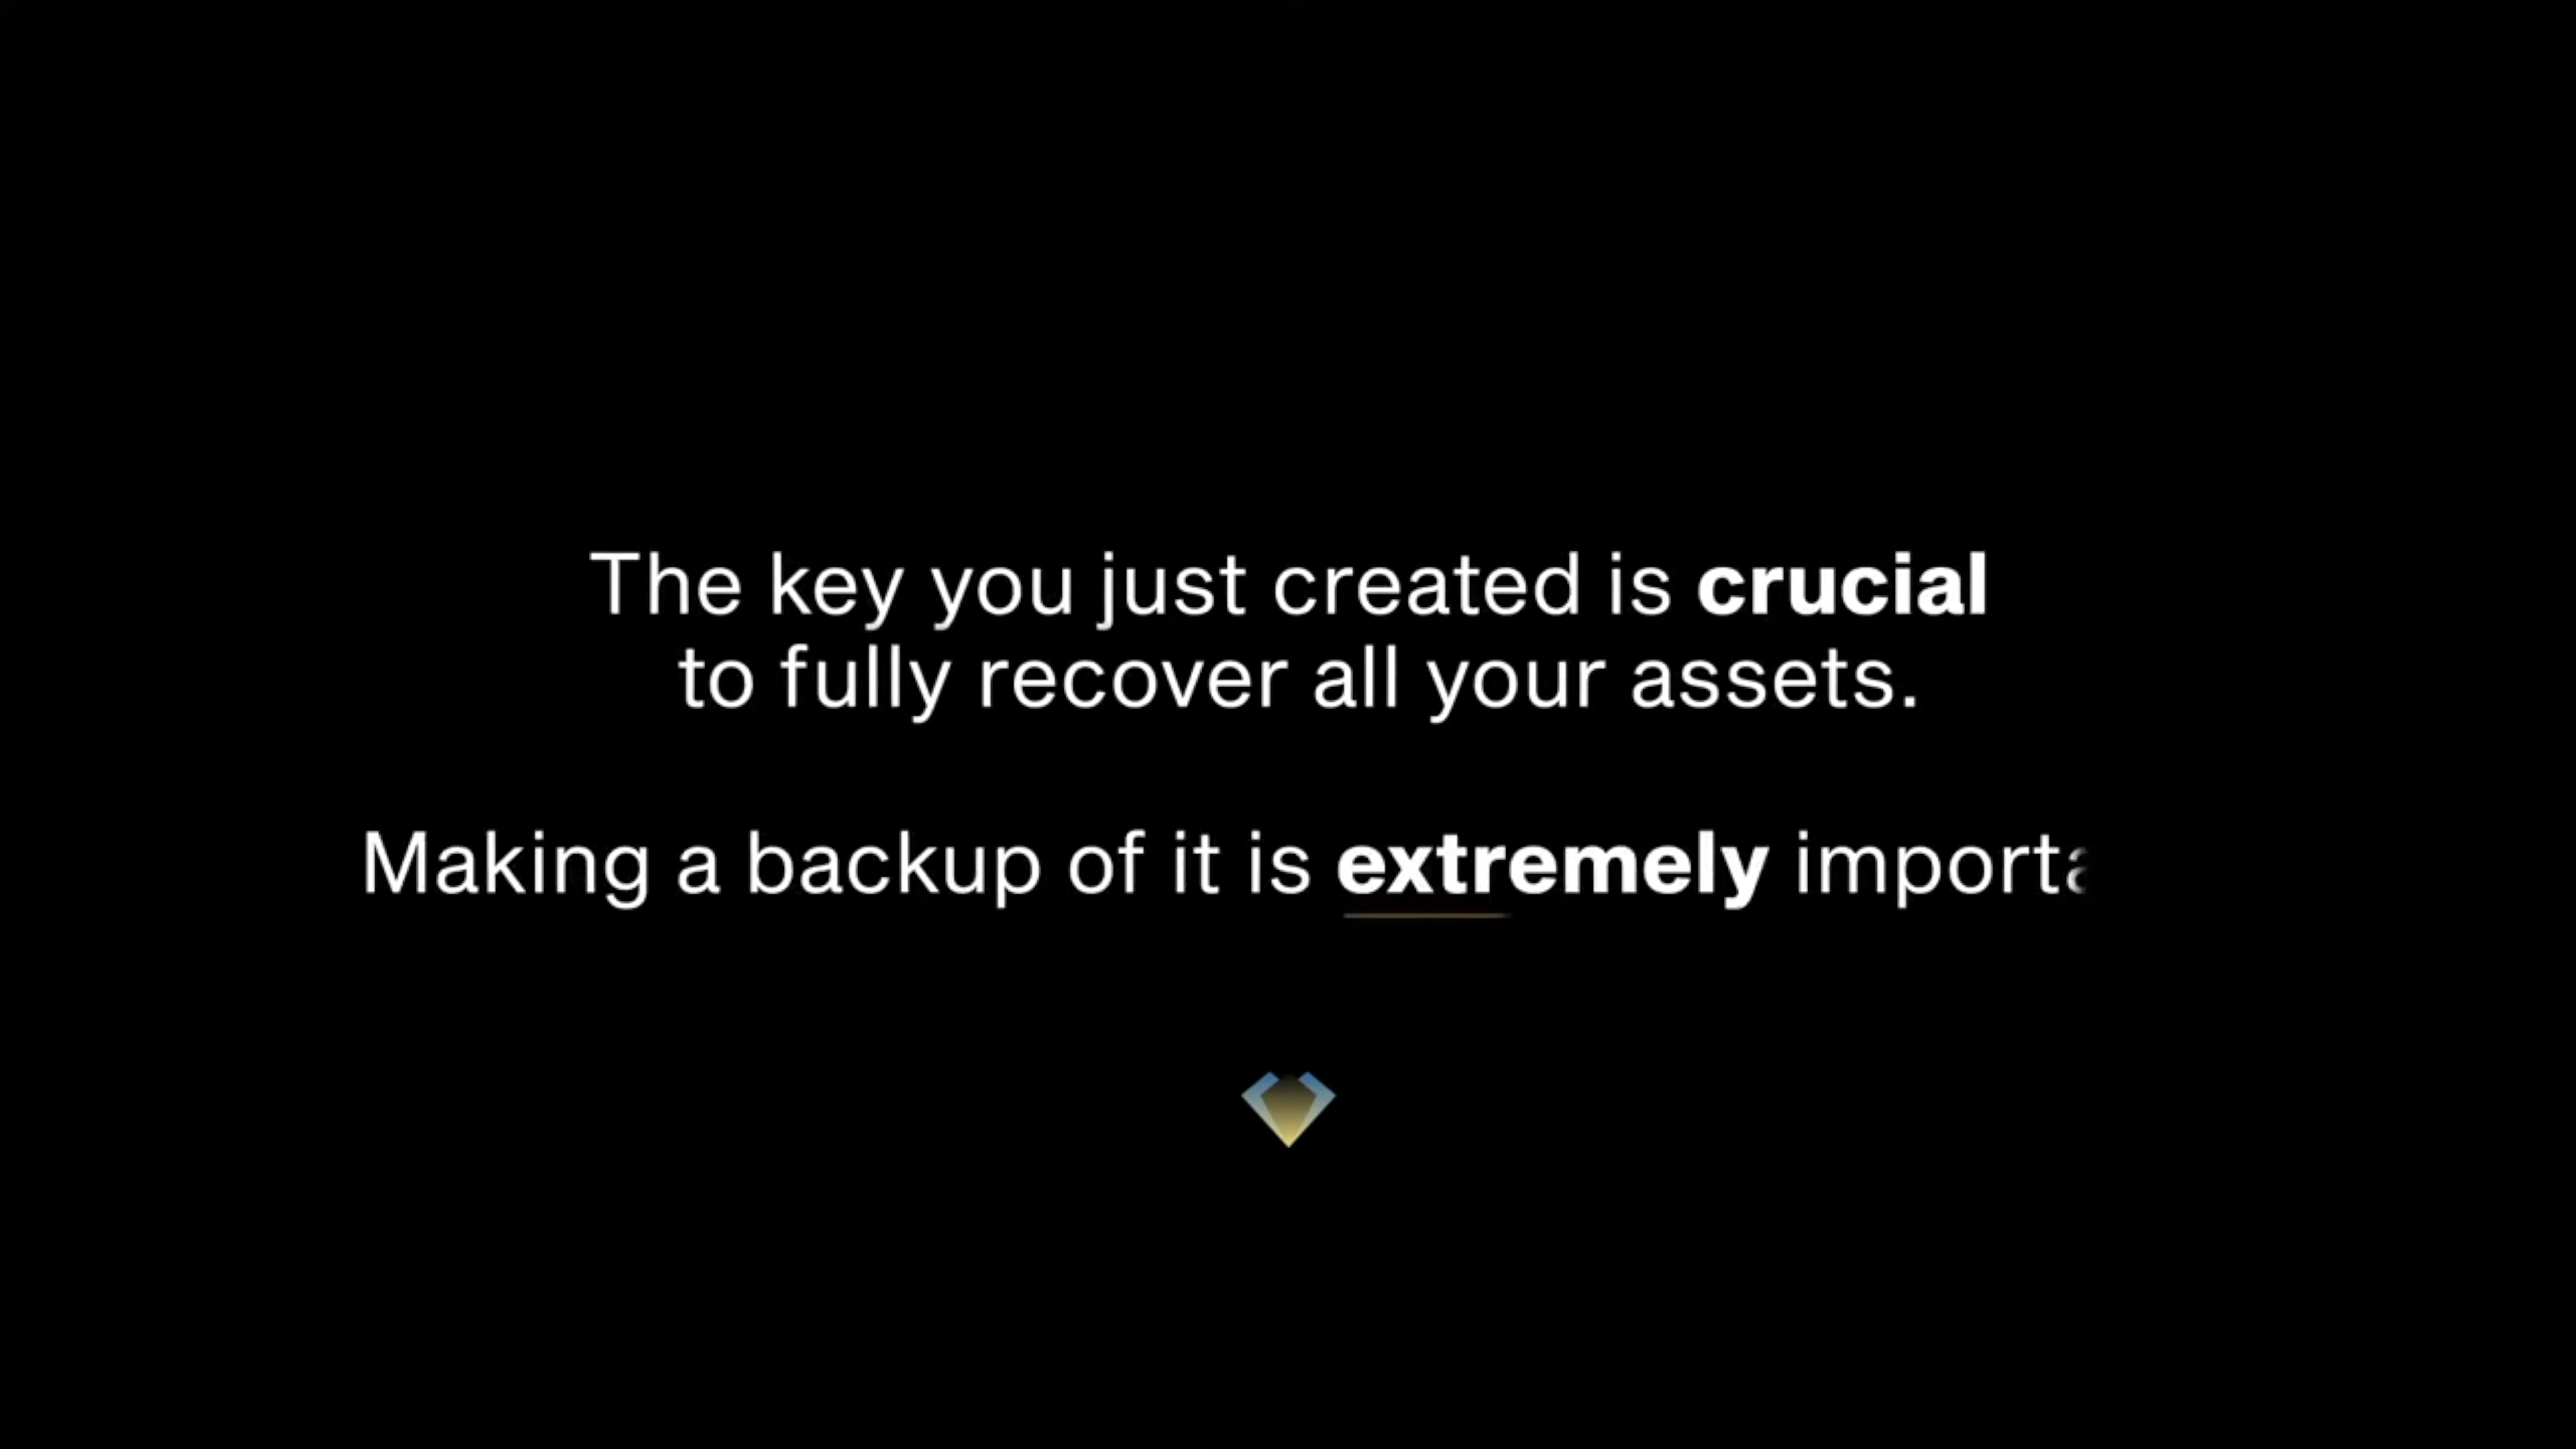 The key you just created is crucial
to fully recover all your assets.
Making a backup of it is extremely